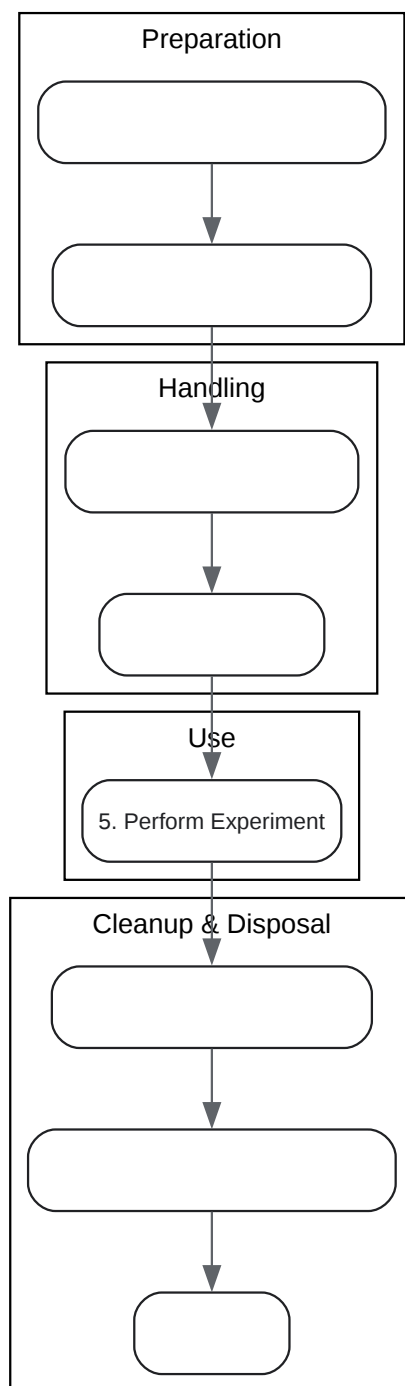 Preparation
Handling
Use
5. Perform Experiment
Cleanup & Disposal